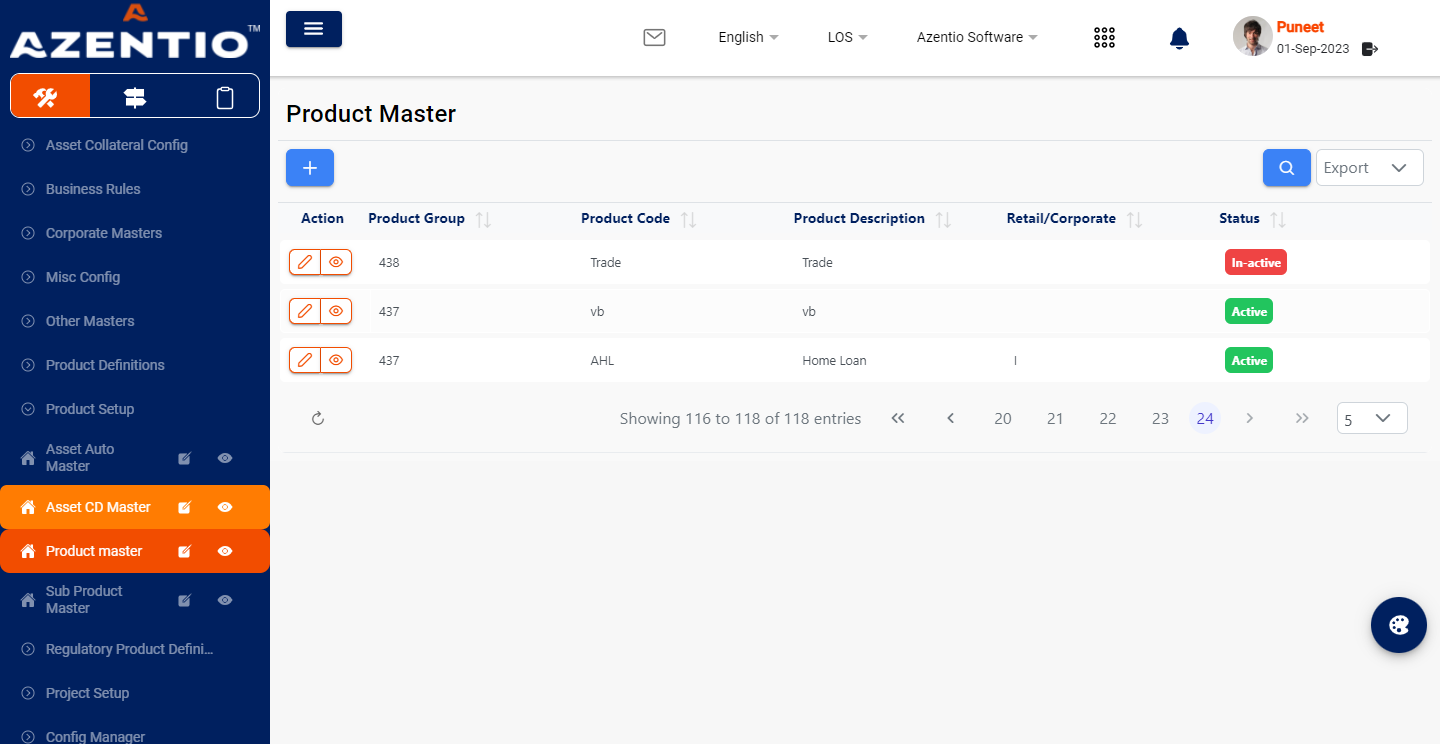 AZENTIO™
English
LOS
Azentio Software
Puneet
01-Sep-2023
Asset Collateral Config
Business Rules
Corporate Masters
Misc Config
Other Masters
Product Definitions
Product Setup
Asset Auto
Master
Asset CD Master
Product master
Sub Product
Master
Regulatory Product Defini...
Project Setup
Config Manager
Product Master
Export
Action Product Group Product Code Product Description Retail/Corporate Status
438 Trade Trade In-active
437 vb vb Active
437 AHL Home Loan I Active
Showing 116 to 118 of 118 entries 20 21 22 23 24 5